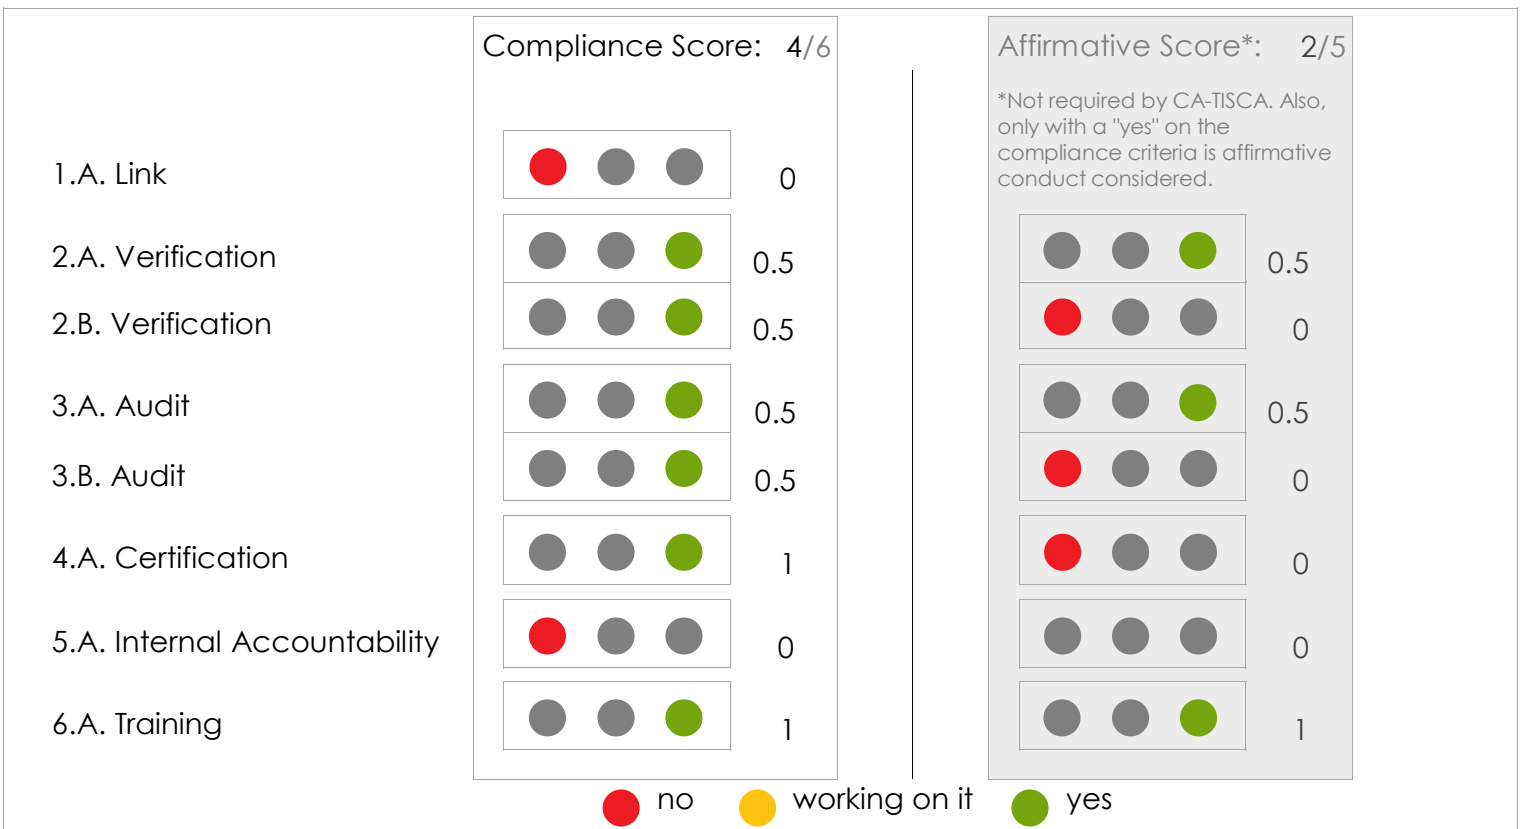 Compliance Score: 4/6
Affirmative Score*: 2/5
*Not required by CA-TISCA. Also,
only with a "yes" on the
compliance criteria is affirmative
conduct considered.
1.A. Link 0
2.A. Verification 0.5 0.5
2.B. Verification 0.5 0
3.A. Audit 0.5 0.5
3.B. Audit 0.5 0
4.A. Certification 1 0
5.A. Internal Accountability 0 0
6.A. Training 1 1
no working on it yes